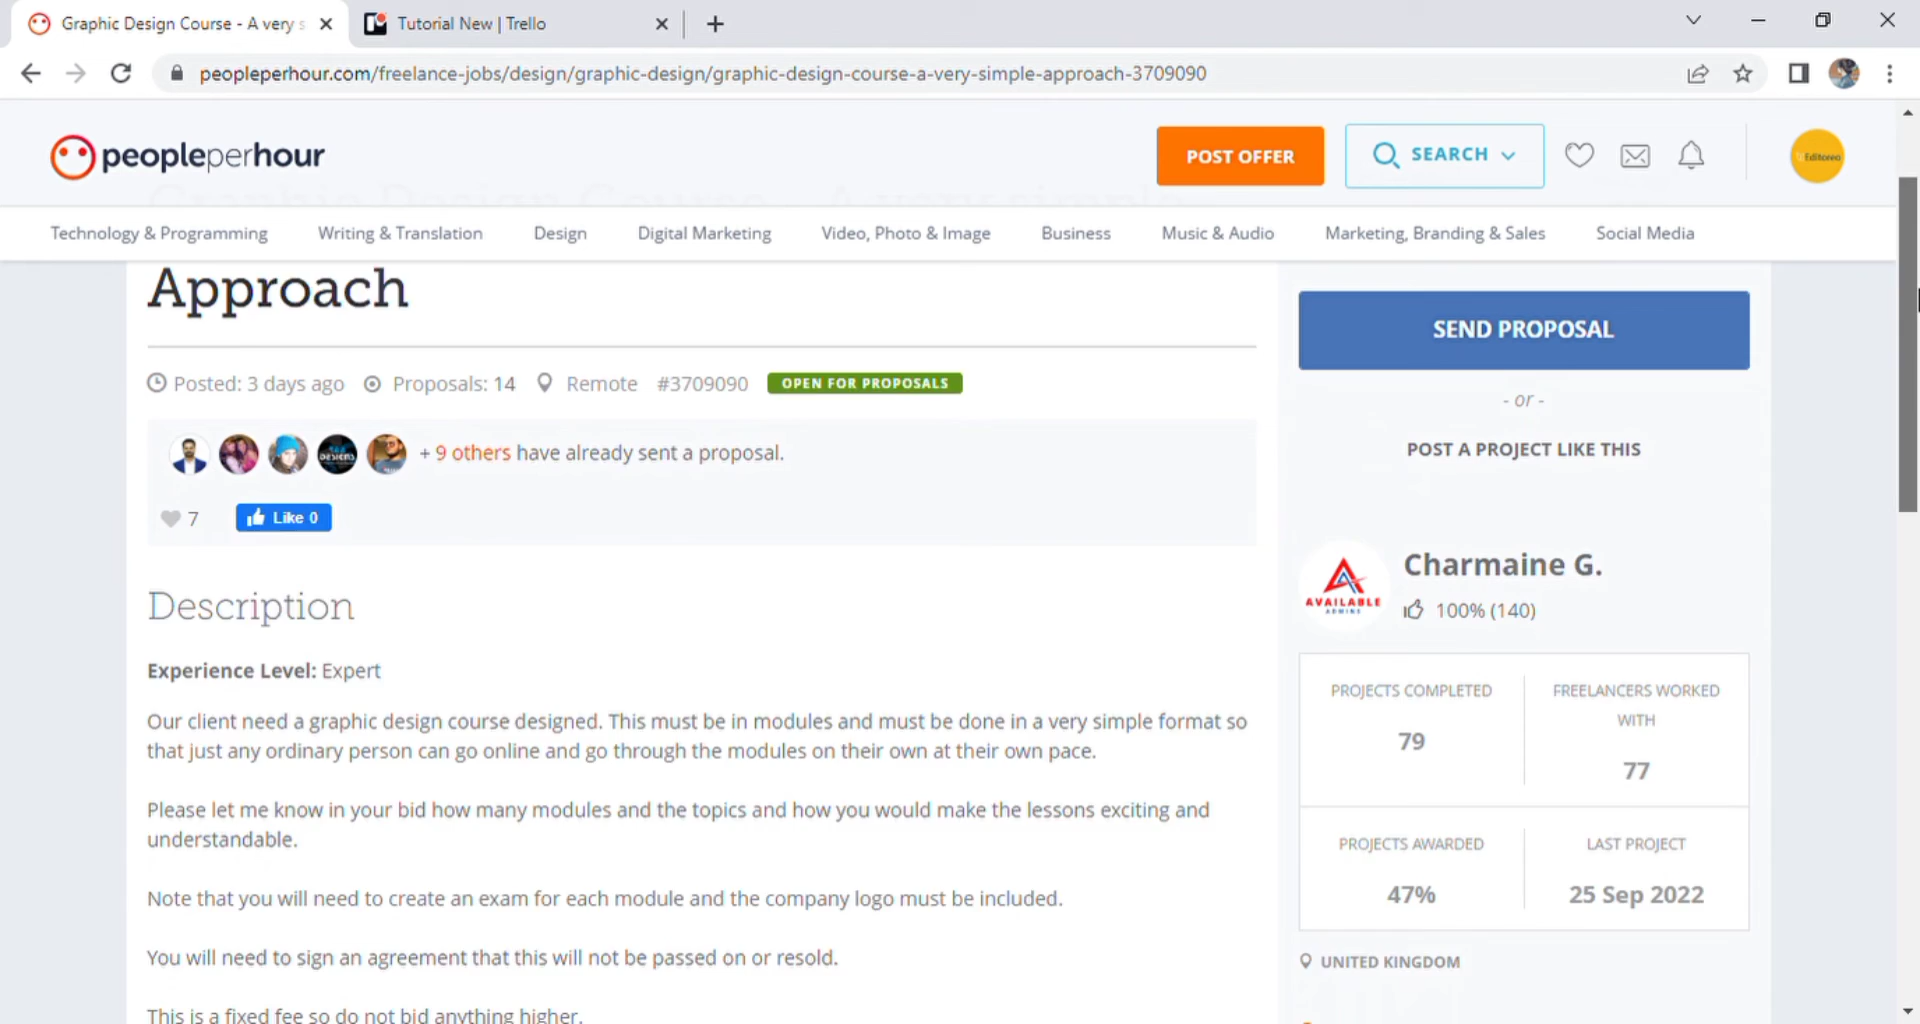 Graphic Design Course - A very s
Tutorial New | Trello
peopleperhour.com/freelance-jobs/design/graphic-design/graphic-design-course-a-very-simple-approach-3709090
peopleperhour
POST OFFER
SEARCH
Editoreo
Graphic Design Course - A very simple
Technology & Programming
Writing & Translation
Design
Digital Marketing
Video, Photo & Image
Business
Music & Audio
Marketing, Branding & Sales
Social Media
Approach
Posted: 3 days ago
Proposals: 14
Remote
#3709090
OPEN FOR PROPOSALS
DESIGNS
+ 9 others have already sent a proposal.
7
Like 0
Description
Experience Level: Expert
Our client need a graphic design course designed. This must be in modules and must be done in a very simple format so
that just any ordinary person can go online and go through the modules on their own at their own pace.
Please let me know in your bid how many modules and the topics and how you would make the lessons exciting and
understandable.
Note that you will need to create an exam for each module and the company logo must be included.
You will need to sign an agreement that this will not be passed on or resold.
This is a fixed fee so do not bid anything higher.
SEND PROPOSAL
- or -
POST A PROJECT LIKE THIS
AVAILABLE
ADMINS
Charmaine G.
100% (140)
PROJECTS COMPLETED
79
FREELANCERS WORKED
WITH
77
PROJECTS AWARDED
47%
LAST PROJECT
25 Sep 2022
UNITED KINGDOM